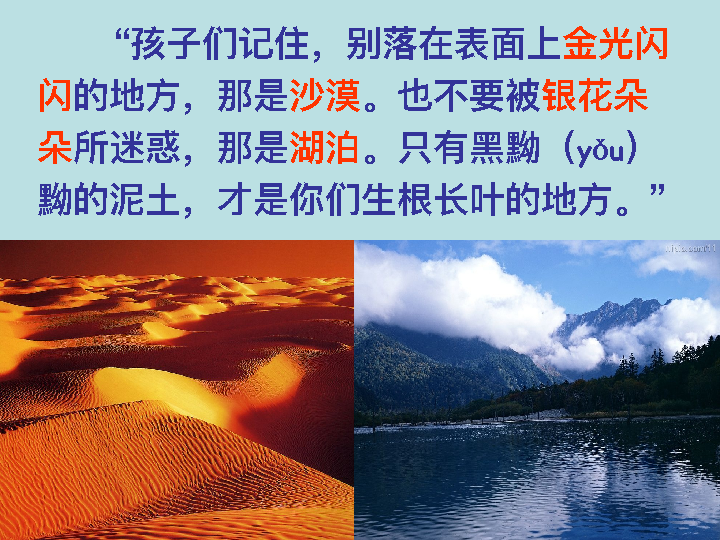 “孩子们记住，别落在表面上金光闪
闪的地方，那是沙漠。也不要被银花朵
朵所迷惑，那是湖泊。只有黑黝（yǒu）
黝的泥土，才是你们生根长叶的地方。”